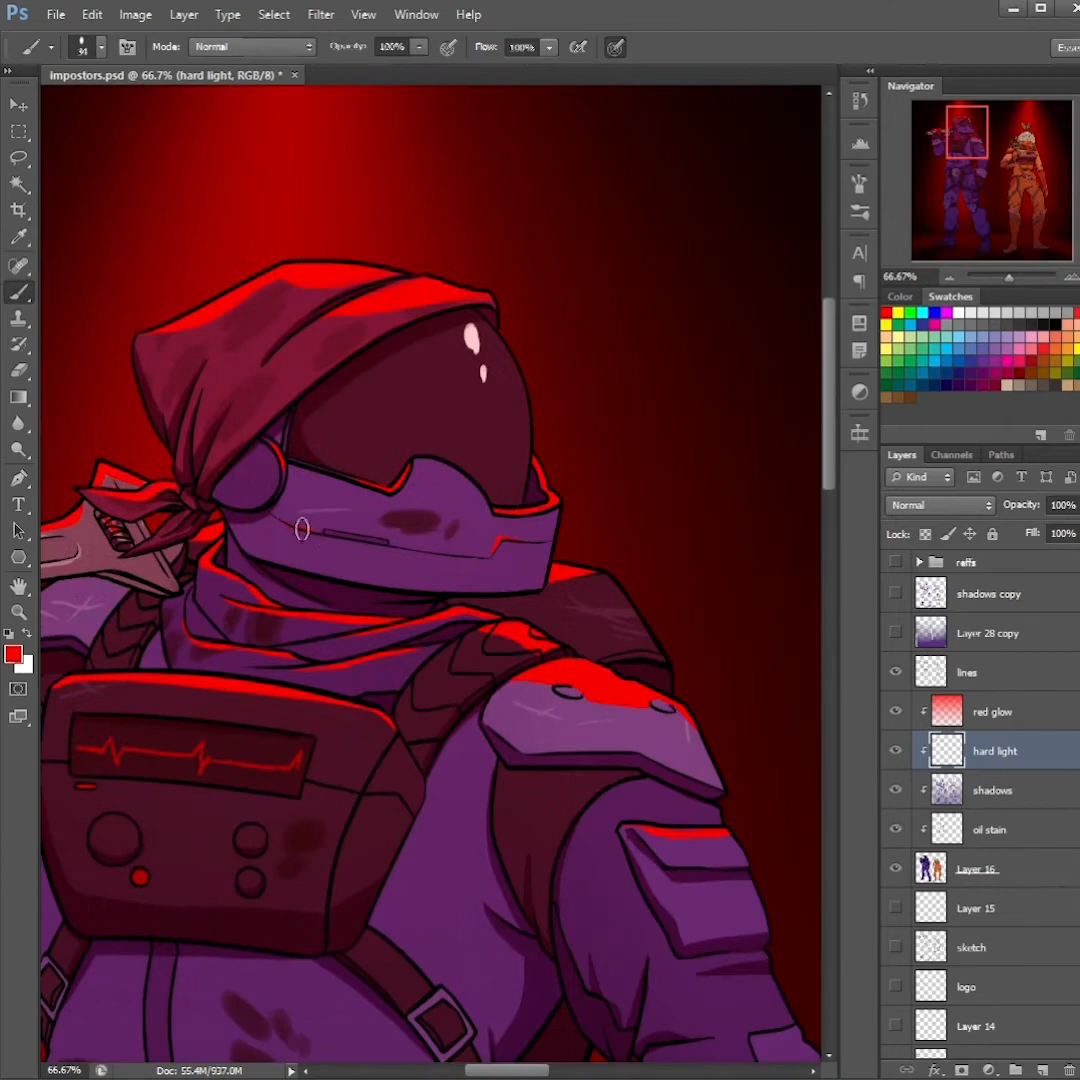 Ps File Edit Image Layer Type Select Filter View Window Help
34 Mode: Normal Opacity: 100% Flow: 100% Esse
impostors.psd @ 66.7% (hard light, RGB/8) * ×
Navigator
66.67%
Color Swatches
Layers Channels Paths
Kind
Normal Opacity: 100%
Lock: Fill: 100%
reffs
shadows copy
Layer 28 copy
lines
red glow
hard light
shadows
oil stain
Layer 16
Layer 15
sketch
logo
Layer 14
66.67% Doc: 55.4M/937.0M